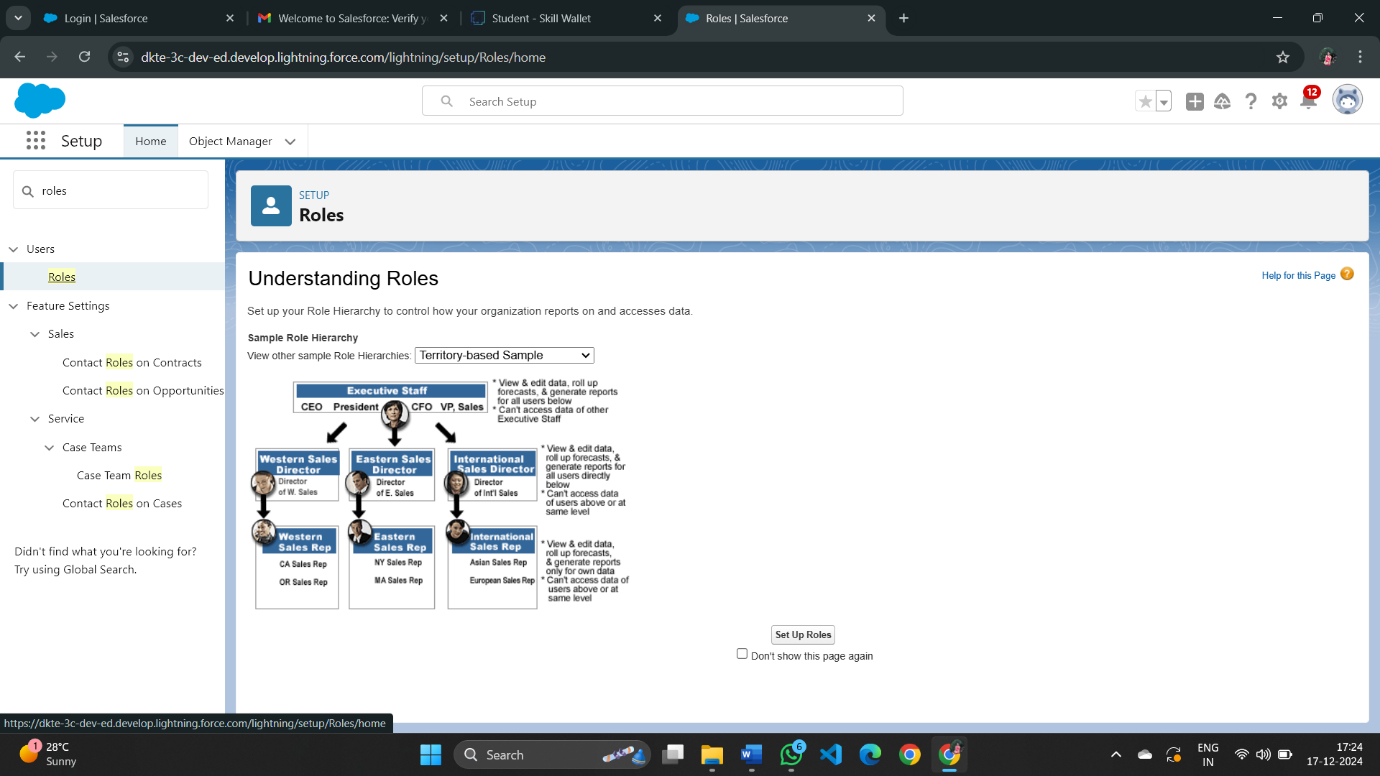 Login | Salesforce
Welcome to Salesforce: Verify y
Student - Skill Wallet
Roles | Salesforce
dkte-3c-dev-ed.develop.lightning.force.com/lightning/setup/Roles/home
Search Setup
12
Setup
Home
Object Manager
roles
Users
Roles
Feature Settings
Sales
Contact Roles on Contracts
Contact Roles on Opportunities
Service
Case Teams
Case Team Roles
Contact Roles on Cases
Didn't find what you're looking for?
Try using Global Search.
SETUP
Roles
Understanding Roles
Help for this Page
Set up your Role Hierarchy to control how your organization reports on and accesses data.
Sample Role Hierarchy
View other sample Role Hierarchies: Territory-based Sample
Executive Staff
CEO President CFO VP, Sales
* View & edit data, roll up
forecasts, & generate reports
for all users below
* Can't access data of other
Executive Staff
Western Sales
Director
Director
of W. Sales
Eastern Sales
Director
Director
of E. Sales
International
Sales Director
Director
of Int'l Sales
* View & edit data,
roll up forecasts, &
generate reports for
all users directly
below
* Can't access data
of users above or at
same level
Western
Sales Rep
CA Sales Rep
OR Sales Rep
Eastern
Sales Rep
NY Sales Rep
MA Sales Rep
International
Sales Rep
Asian Sales Rep
European Sales Rep
* View & edit data,
roll up forecasts,
& generate reports
only for own data
* Can't access data of
users above or at
same level
Set Up Roles
Don't show this page again
https://dkte-3c-dev-ed.develop.lightning.force.com/lightning/setup/Roles/home
1
28°C
Sunny
Search
6
ENG
IN
17:24
17-12-2024